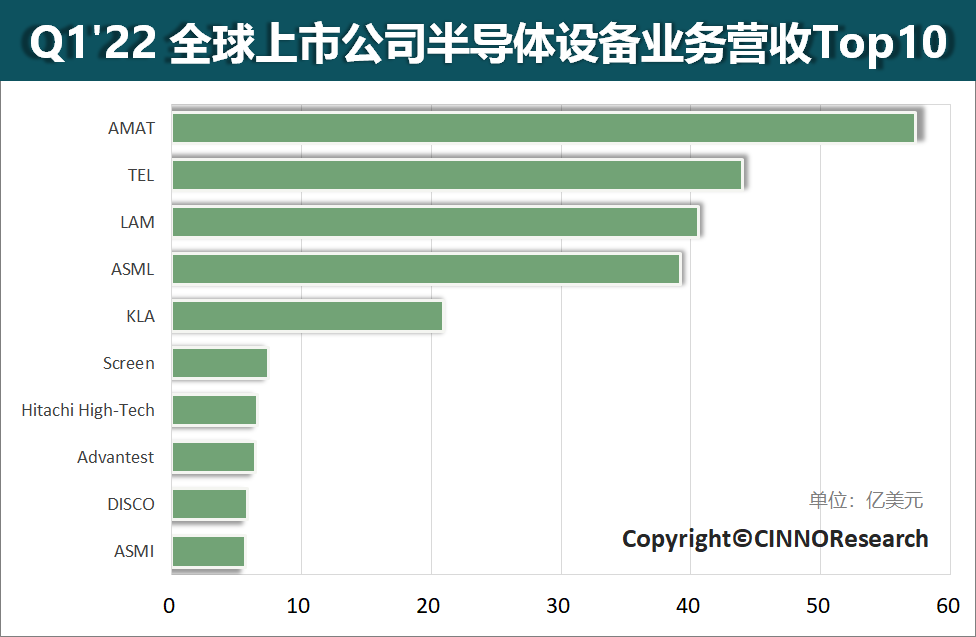 Q1'22 全球上市公司半导体设备业务营收Top10
AMAT
TEL
LAM
ASML
KLA
Screen
Hitachi High-Tech
Advantest
DISCO
ASMI
单位：亿美元
Copyright©CINNOResearch
0 10 20 30 40 50 60